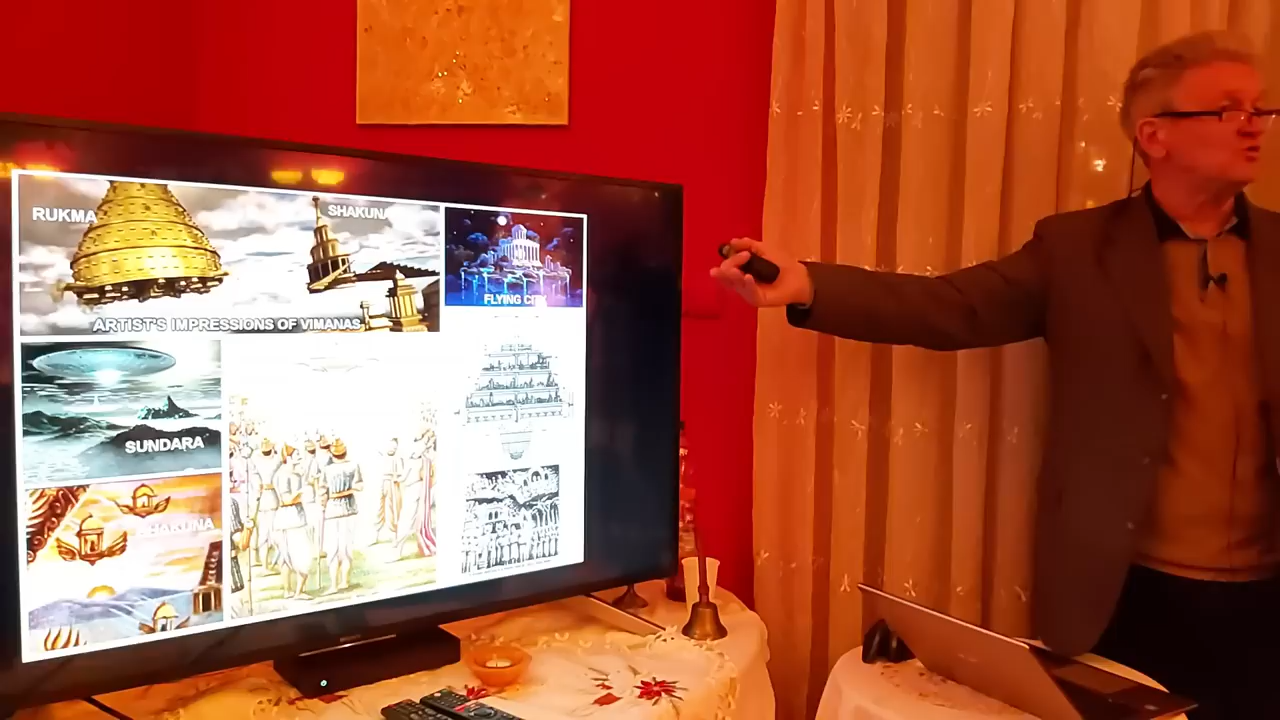 RUKMA
SHAKUNA
FLYING CITY
ARTIST'S IMPRESSIONS OF VIMANAS
SUNDARA
SHAKUNA